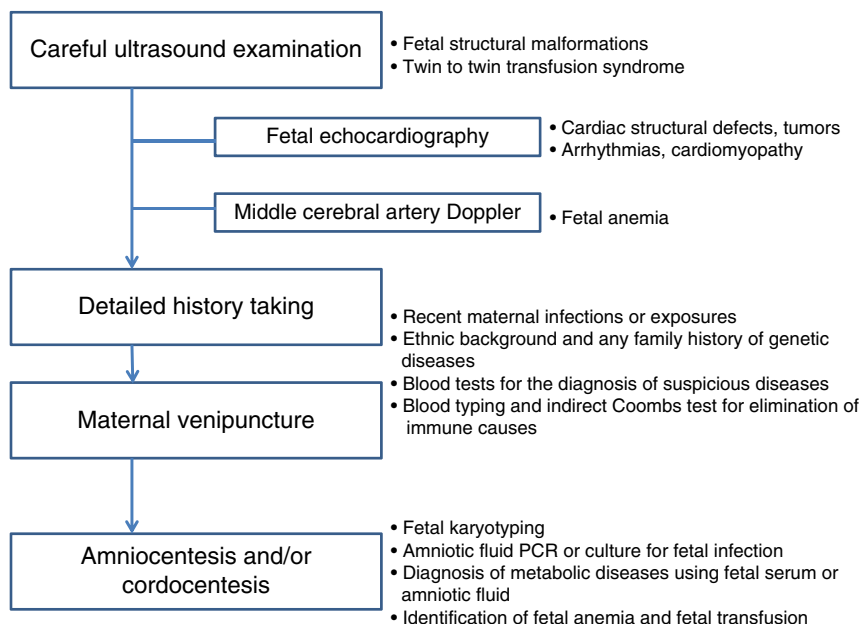 Careful ultrasound examination
• Fetal structural malformations
• Twin to twin transfusion syndrome
Fetal echocardiography
• Cardiac structural defects, tumors
• Arrhythmias, cardiomyopathy
Middle cerebral artery Doppler
• Fetal anemia
Detailed history taking
• Recent maternal infections or exposures
• Ethnic background and any family history of genetic
diseases
Maternal venipuncture
• Blood tests for the diagnosis of suspicious diseases
• Blood typing and indirect Coombs test for elimination of
immune causes
Amniocentesis and/or
cordocentesis
• Fetal karyotyping
• Amniotic fluid PCR or culture for fetal infection
• Diagnosis of metabolic diseases using fetal serum or
amniotic fluid
• Identification of fetal anemia and fetal transfusion